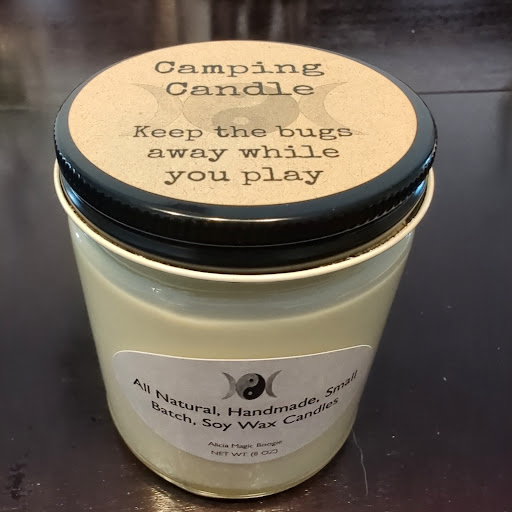 Camping
Candle
Keep the bugs
away while
you play
All Natural, Handmade, Small
Batch, Soy Wax Candles
Alicia Magic Boogie
NET WT (8 OZ)